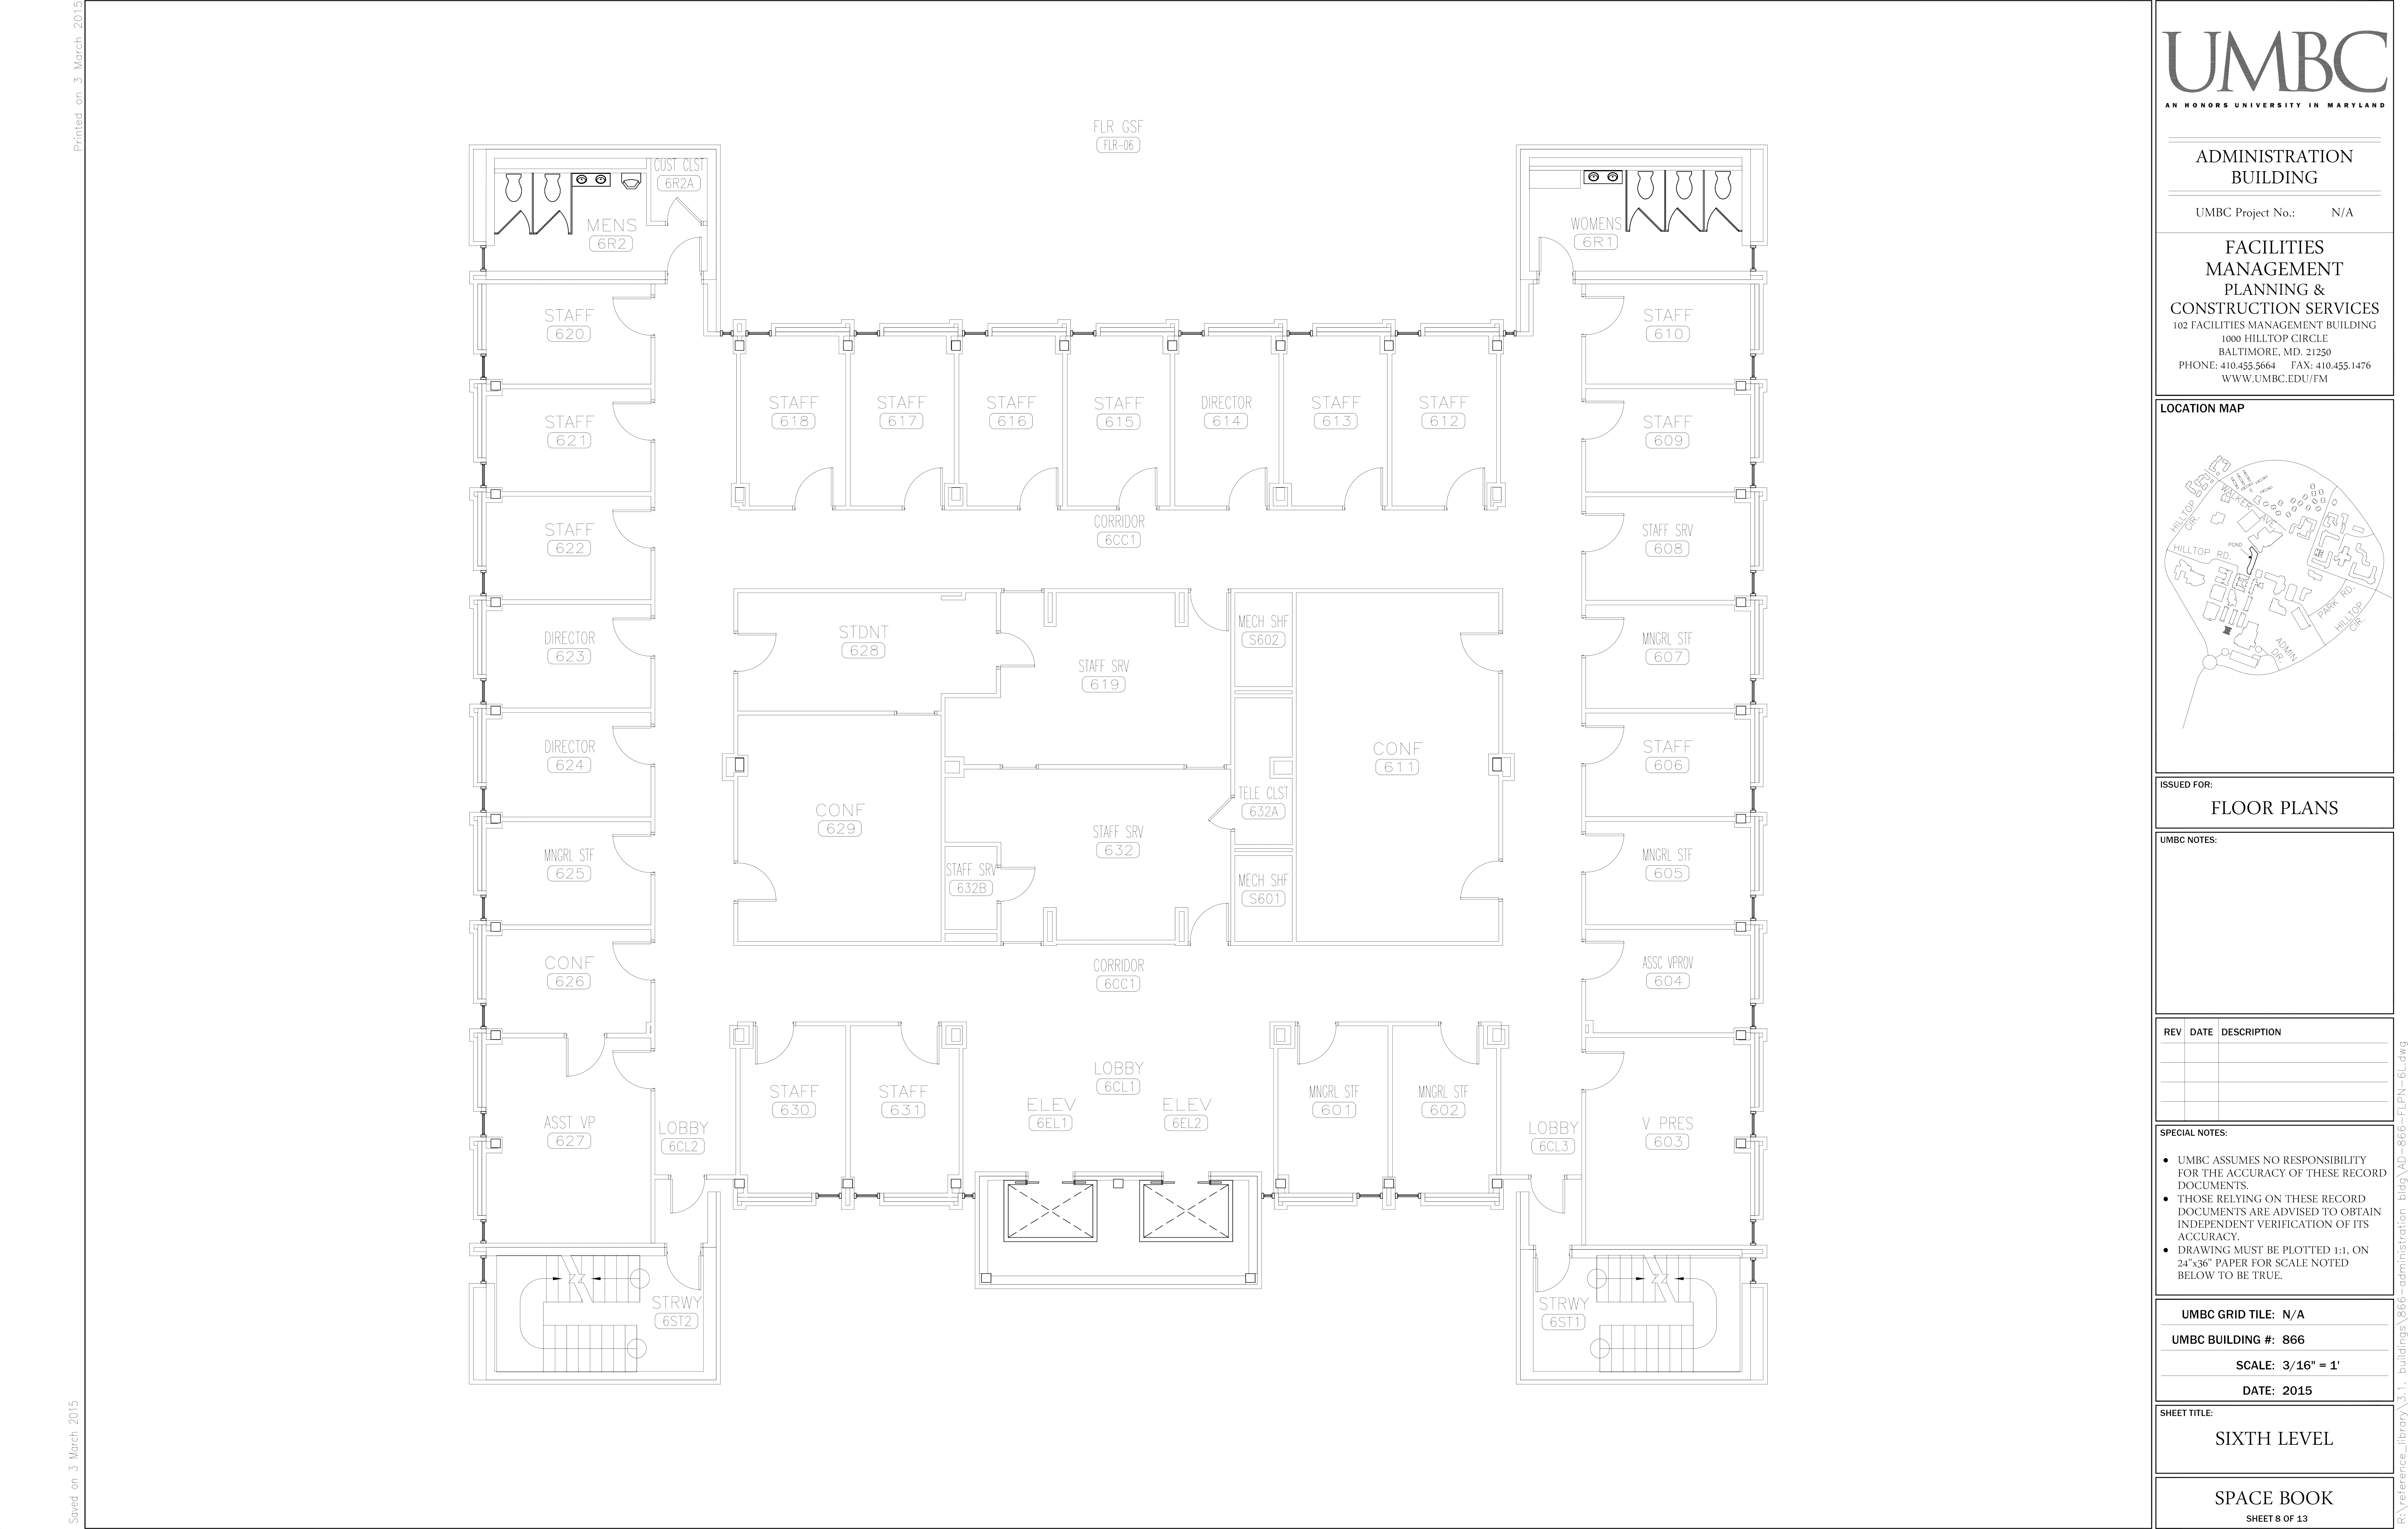 Printed on 3 March 2015
Saved on 3 March 2015
FLR GSF
FLR-06
CUST CLST
6R2A
MENS
6R2
WOMENS
6R1
STAFF
620
STAFF
610
STAFF
621
STAFF
618
STAFF
617
STAFF
616
STAFF
615
DIRECTOR
614
STAFF
613
STAFF
612
STAFF
609
STAFF
622
CORRIDOR
6CC1
STAFF SRV
608
DIRECTOR
623
STDNT
628
STAFF SRV
619
MECH SHF
S602
MNGRL STF
607
DIRECTOR
624
CONF
611
STAFF
606
MNGRL STF
625
CONF
629
STAFF SRV
632
TELE CLST
632A
MNGRL STF
605
STAFF SRV
632B
MECH SHF
S601
CONF
626
CORRIDOR
6CC1
ASSC VPROV
604
ASST VP
627
LOBBY
6CL2
STAFF
630
STAFF
631
ELEV
6EL1
LOBBY
6CL1
ELEV
6EL2
MNGRL STF
601
MNGRL STF
602
LOBBY
6CL3
V PRES
603
STRWY
6ST2
STRWY
6ST1
UMBC
AN HONORS UNIVERSITY IN MARYLAND
ADMINISTRATION
BUILDING
UMBC Project No.: N/A
FACILITIES
MANAGEMENT
PLANNING &
CONSTRUCTION SERVICES
102 FACILITIES MANAGEMENT BUILDING
1000 HILLTOP CIRCLE
BALTIMORE, MD. 21250
PHONE: 410.455.5664 FAX: 410.455.1476
WWW.UMBC.EDU/FM
LOCATION MAP
WALKER AVE.
HILLTOP CIR.
POND
HILLTOP RD.
PARK RD.
HILLTOP CIR.
ADMIN DR.
ISSUED FOR:
FLOOR PLANS
UMBC NOTES:
REV DATE DESCRIPTION
SPECIAL NOTES:
● UMBC ASSUMES NO RESPONSIBILITY
FOR THE ACCURACY OF THESE RECORD
DOCUMENTS.
● THOSE RELYING ON THESE RECORD
DOCUMENTS ARE ADVISED TO OBTAIN
INDEPENDENT VERIFICATION OF ITS
ACCURACY.
● DRAWING MUST BE PLOTTED 1:1, ON
24"x36" PAPER FOR SCALE NOTED
BELOW TO BE TRUE.
UMBC GRID TILE: N/A
UMBC BUILDING #: 866
SCALE: 3/16" = 1'
DATE: 2015
SHEET TITLE:
SIXTH LEVEL
SPACE BOOK
SHEET 8 OF 13
R:\reference_library\3.1. buildings\866-administration bldg\AD-866-FLPN-6L.dwg